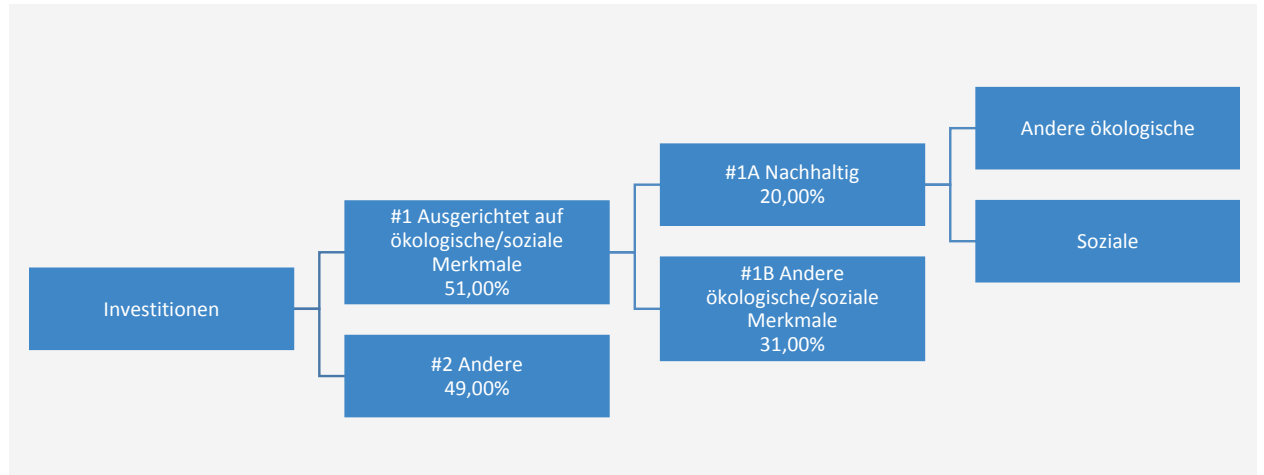 Investitionen
#1 Ausgerichtet auf
ökologische/soziale
Merkmale
51,00%
#2 Andere
49,00%
#1A Nachhaltig
20,00%
#1B Andere
ökologische/soziale
Merkmale
31,00%
Andere ökologische
Soziale